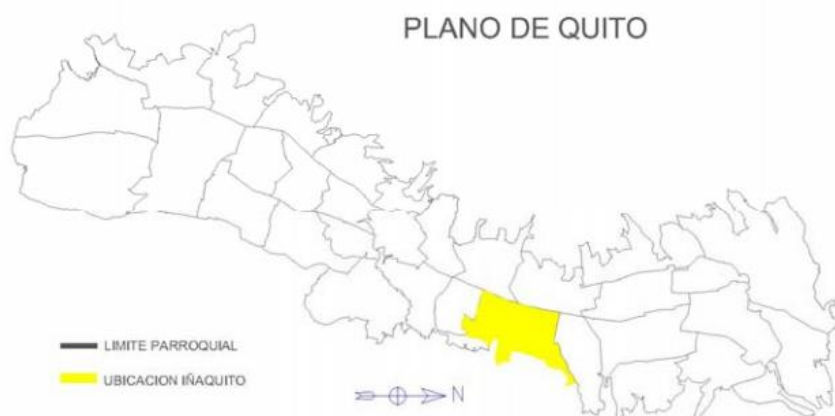 PLANO DE QUITO
LIMITE PARROQUIAL
UBICACION IÑAQUITO
N